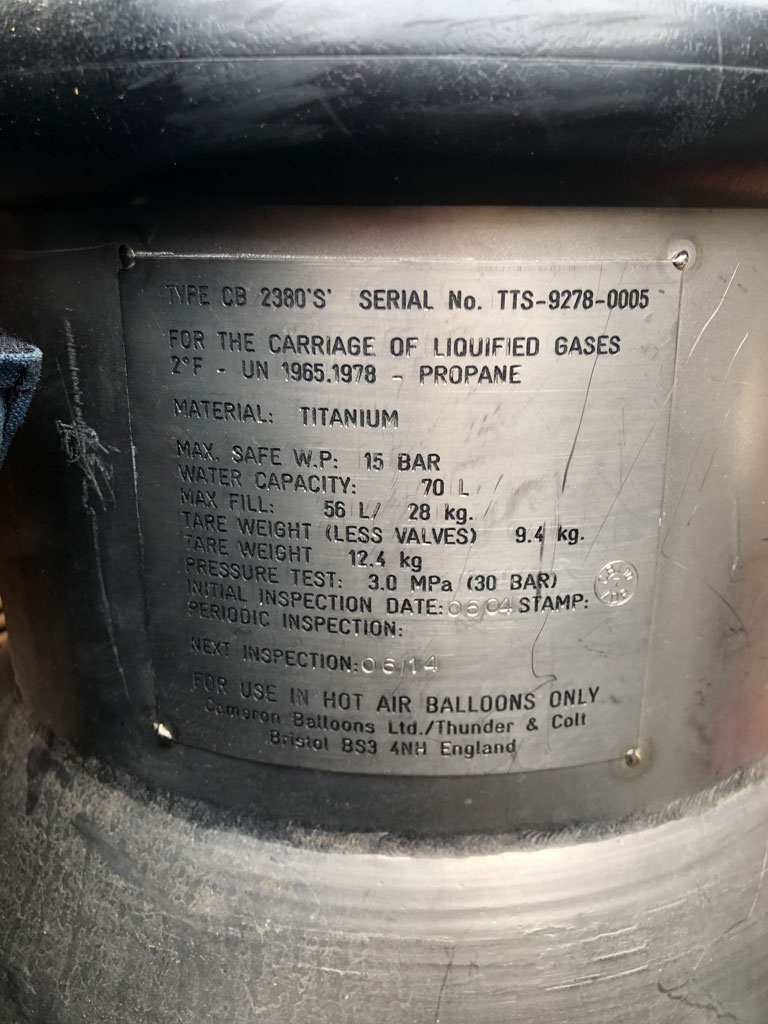 TYPE CB 2380'S' SERIAL No. TTS-9278-0005
FOR THE CARRIAGE OF LIQUIFIED GASES
2°F - UN 1965.1978 - PROPANE
MATERIAL: TITANIUM
MAX. SAFE W.P: 15 BAR
WATER CAPACITY: 70 L
MAX FILL: 56 L/ 28 kg.
TARE WEIGHT (LESS VALVES) 9.4 kg.
TARE WEIGHT 12.4 kg
PRESSURE TEST: 3.0 MPa (30 BAR)
INITIAL INSPECTION DATE: 0604 STAMP:
PERIODIC INSPECTION:
NEXT INSPECTION: 06/14
FOR USE IN HOT AIR BALLOONS ONLY
Cameron Balloons Ltd./Thunder & Colt
Bristol BS3 4NH England